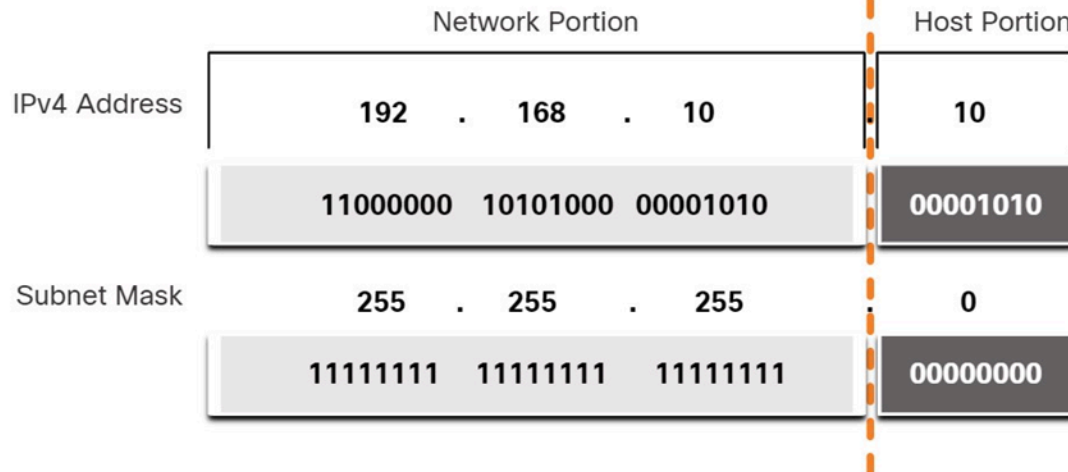 Network Portion Host Portion
IPv4 Address 192 . 168 . 10 . 10
11000000 10101000 00001010 00001010
Subnet Mask 255 . 255 . 255 . 0
11111111 11111111 11111111 00000000